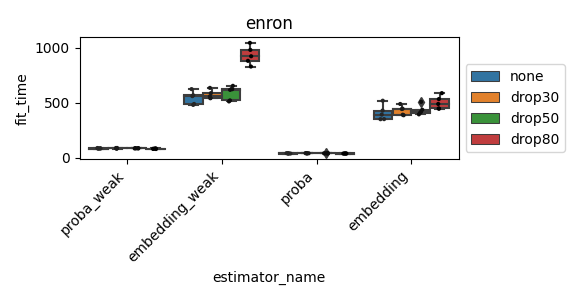 enron
fit_time
1000
500
0
proba_weak
embedding_weak
proba
embedding
estimator_name
none
drop30
drop50
drop80